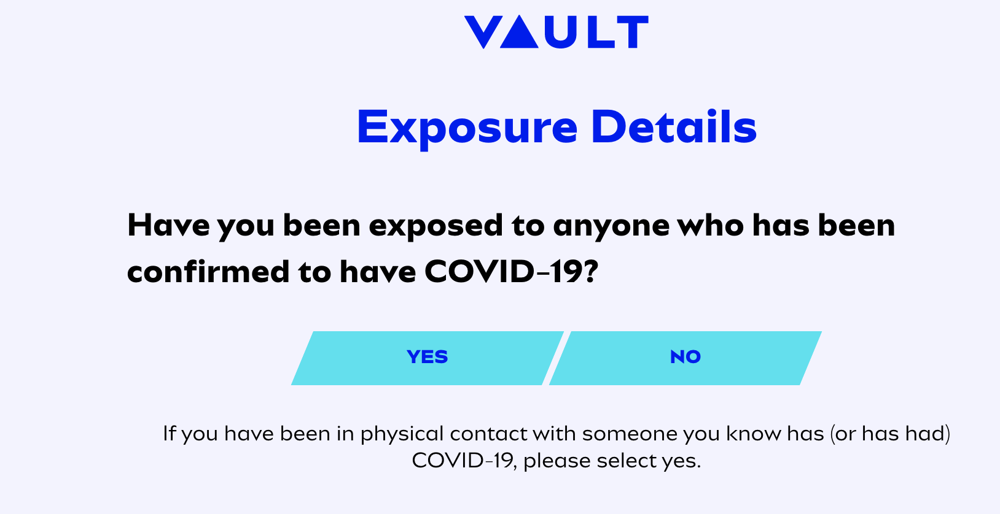 VAULT
Exposure Details
Have you been exposed to anyone who has been
confirmed to have COVID-19?
YES NO
If you have been in physical contact with someone you know has (or has had)
COVID-19, please select yes.